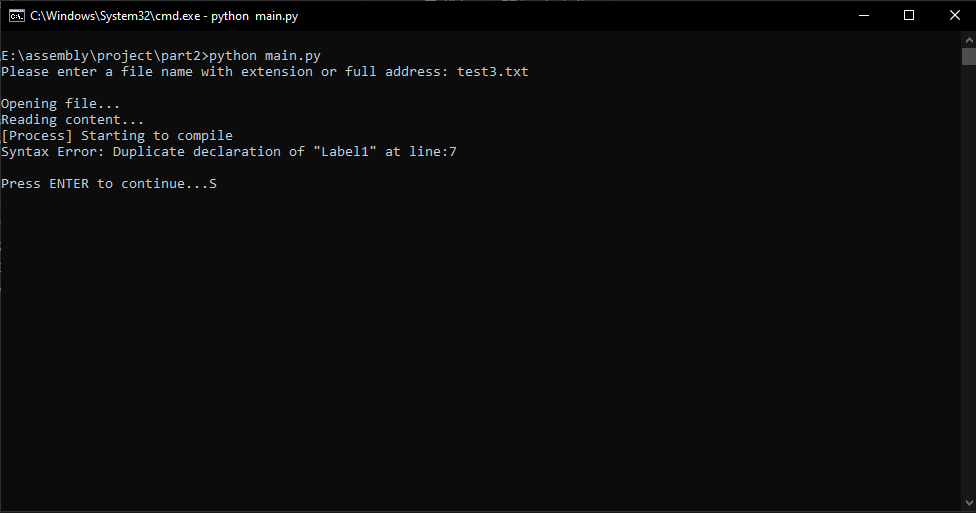 C:\Windows\System32\cmd.exe - python  main.py
E:\assembly\project\part2>python main.py
Please enter a file name with extension or full address: test3.txt
Opening file...
Reading content...
[Process] Starting to compile
Syntax Error: Duplicate declaration of "Label1" at line:7
Press ENTER to continue...S